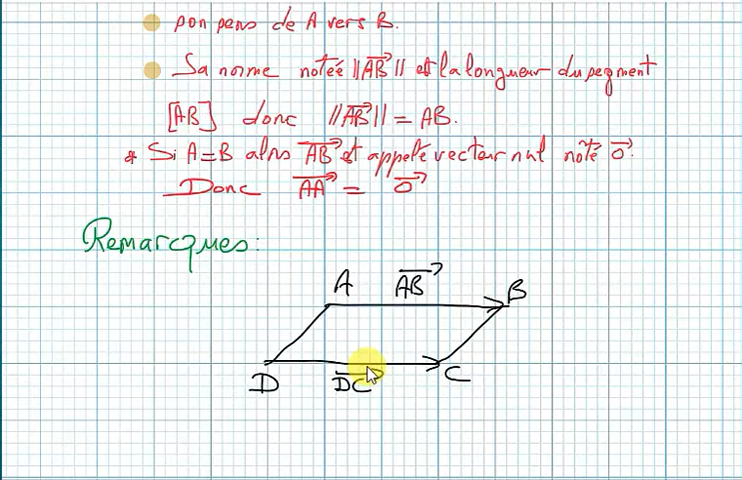 son sens de A vers B.
Sa norme notée ||AB|| est la longueur du segment
[AB] donc ||AB|| = AB.
* Si A=B alors AB est appelé vecteur nul noté 0.
Donc AA = 0
Remarques:
A AB B
D DC C